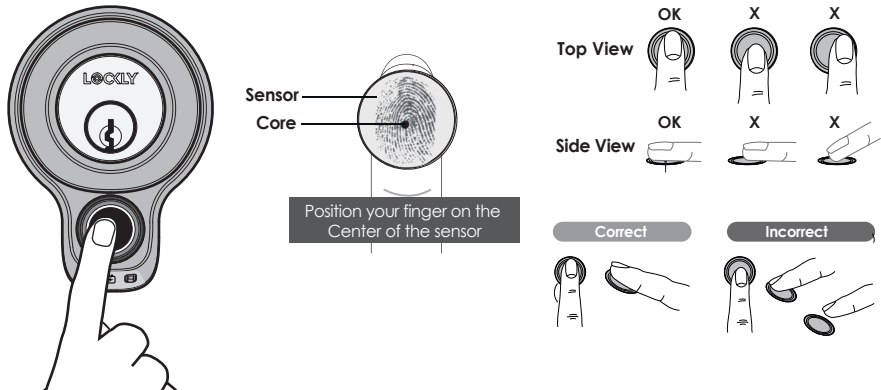 LOCKLY
Sensor
Core
Position your finger on the
Center of the sensor
OK X X
Top View
OK X X
Side View
Correct Incorrect